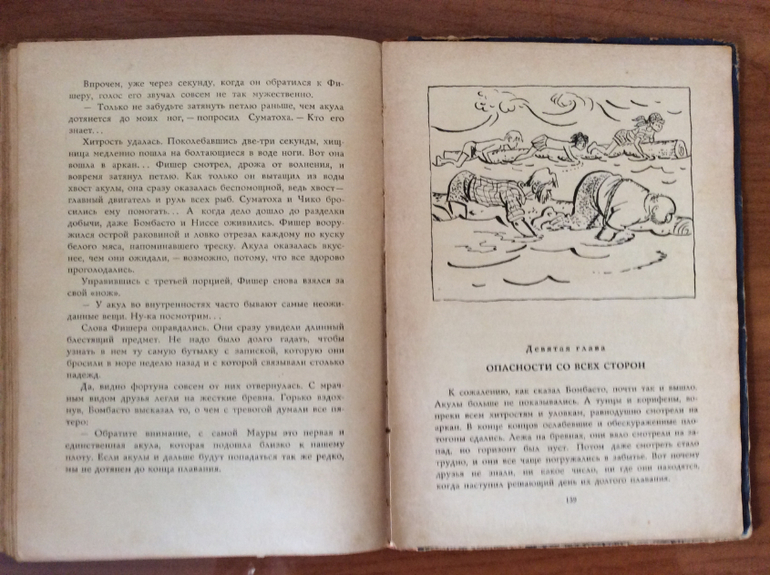 Впрочем, уже через секунду, когда он обратился к Фи-
шеру, голос его звучал совсем не так мужественно.
— Только не забудьте затянуть петлю раньше, чем акула
дотянется до моих ног, — попросил Суматоха. — Кто его
знает...
Хитрость удалась. Поколебавшись две-три секунды, хищ-
ница медленно пошла на болтающиеся в воде ноги. Вот она
вошла в аркан... Фишер смотрел, дрожа от волнения, и
вовремя затянул петлю. Как только он вытащил из воды
хвост акулы, она сразу оказалась беспомощной, ведь хвост —
главный двигатель и руль всех рыб. Суматоха и Чико бро-
сились ему помогать... А когда дело дошло до разделки
добычи, даже Бомбасто и Ниссе оживились. Фишер воору-
жился острой раковиной и ловко отрезал каждому по куску
белого мяса, напоминавшего треску. Акула оказалась вкус-
нее, чем они ожидали, — возможно, потому, что все здорово
проголодались.
Управившись с третьей порцией, Фишер снова взялся за
свой «нож».
— У акул во внутренностях часто бывают самые неожи-
данные вещи. Ну-ка посмотрим...
Слова Фишера оправдались. Они сразу увидели длинный
блестящий предмет. Не надо было долго гадать, чтобы
узнать в нем ту самую бутылку с запиской, которую они
бросили в море неделю назад и с которой связывали столько
надежд.
Да, видно фортуна совсем от них отвернулась. С мрач
ным видом друзья легли на жесткие бревна. Горько вздох-
нув, Бомбасто высказал то, о чем с тревогой думали все пя-
теро:
— Обратите внимание, с самой Мауры это первая и
единственная акула, которая подошла близко к нашему
плоту. Если акулы и дальше будут попадаться так же редко,
мы не дотянем до конца плавания.
Девятая глава
ОПАСНОСТИ СО ВСЕХ СТОРОН
К сожалению, как сказал Бомбасто, почти так и вышло.
Акулы больше не показывались. А тунцы и корифены, во-
преки всем хитростям и уловкам, равнодушно смотрели на
аркан. В конце концов ослабевшие и обескураженные пло-
тогоны сдались. Лежа на бревнах, они вяло смотрели на за-
пад, но горизонт был пуст. Потом даже смотреть стало
трудно, и они все чаще погружались в забытье. Вот почему
друзья не знали, ни какое число, ни где они находятся,
когда наступил решающий день их долгого плавания.
139